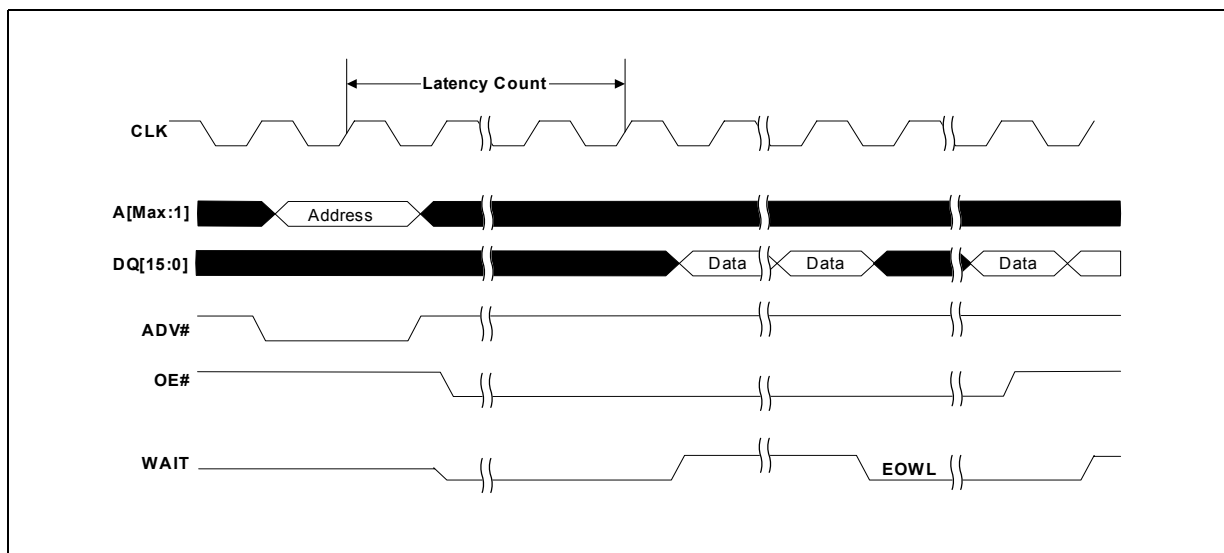 Latency Count
CLK
A[Max:1]
Address
DQ[15:0]
Data
Data
Data
ADV#
OE#
WAIT
EOWL